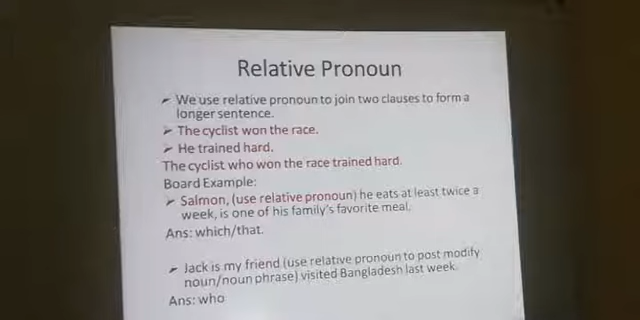 Relative Pronoun
➤ We use relative pronoun to join two clauses to form a
longer sentence.
➤ The cyclist won the race.
➤ He trained hard.
The cyclist who won the race trained hard.
Board Example:
➤ Salmon, (use relative pronoun) he eats at least twice a
week, is one of his family's favorite meal.
Ans: which/that.
➤ Jack is my friend (use relative pronoun to post modify
noun/noun phrase) visited Bangladesh last week.
Ans: who